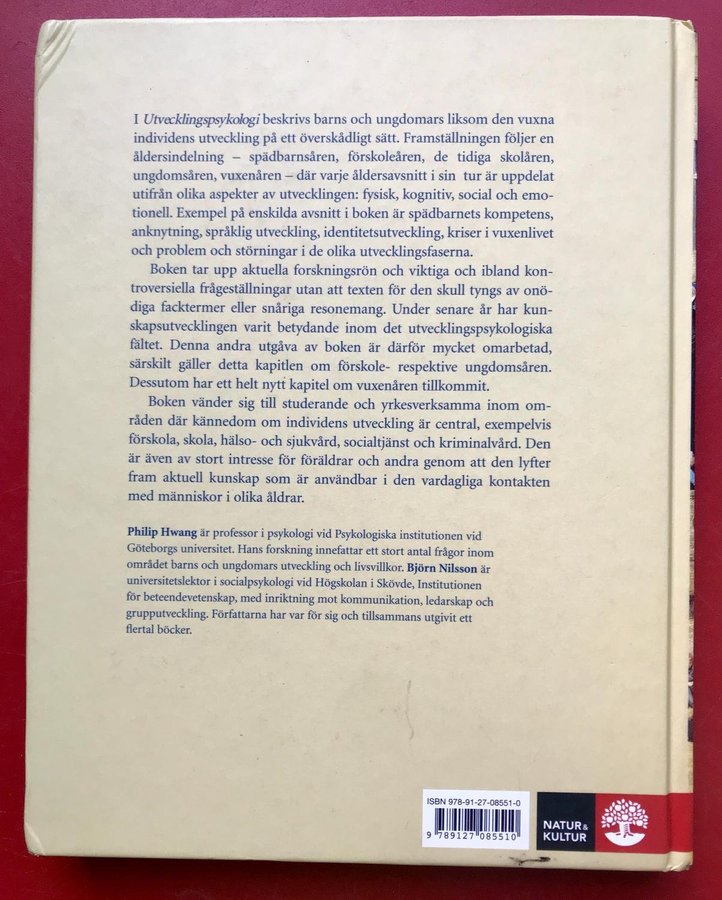 I Utvecklingspsykologi beskrivs barns och ungdomars liksom den vuxna
individens utveckling på ett överskådligt sätt. Framställningen följer en
åldersindelning – spädbarnsåren, förskoleåren, de tidiga skolåren,
ungdomsåren, vuxenåren – där varje åldersavsnitt i sin tur är uppdelat
utifrån olika aspekter av utvecklingen: fysisk, kognitiv, social och emo-
tionell. Exempel på enskilda avsnitt i boken är spädbarnets kompetens,
anknytning, språklig utveckling, identitetsutveckling, kriser i vuxenlivet
och problem och störningar i de olika utvecklingsfaserna.
Boken tar upp aktuella forskningsrön och viktiga och ibland kon-
troversiella frågeställningar utan att texten för den skull tyngs av onö-
diga facktermer eller snåriga resonemang. Under senare år har kun-
skapsutvecklingen varit betydande inom det utvecklingspsykologiska
fältet. Denna andra utgåva av boken är därför mycket omarbetad,
särskilt gäller detta kapitlen om förskole- respektive ungdomsåren.
Dessutom har ett helt nytt kapitel om vuxenåren tillkommit.
Boken vänder sig till studerande och yrkesverksamma inom om-
råden där kännedom om individens utveckling är central, exempelvis
förskola, skola, hälso- och sjukvård, socialtjänst och kriminalvård. Den
är även av stort intresse för föräldrar och andra genom att den lyfter
fram aktuell kunskap som är användbar i den vardagliga kontakten
med människor i olika åldrar.
Philip Hwang är professor i psykologi vid Psykologiska institutionen vid
Göteborgs universitet. Hans forskning innefattar ett stort antal frågor inom
området barns och ungdomars utveckling och livsvillkor. Björn Nilsson är
universitetslektor i socialpsykologi vid Högskolan i Skövde, Institutionen
för beteendevetenskap, med inriktning mot kommunikation, ledarskap och
grupputveckling. Författarna har var för sig och tillsammans utgivit ett
flertal böcker.
ISBN 978-91-27-08551-0
9 789127 085510
NATUR &
KULTUR